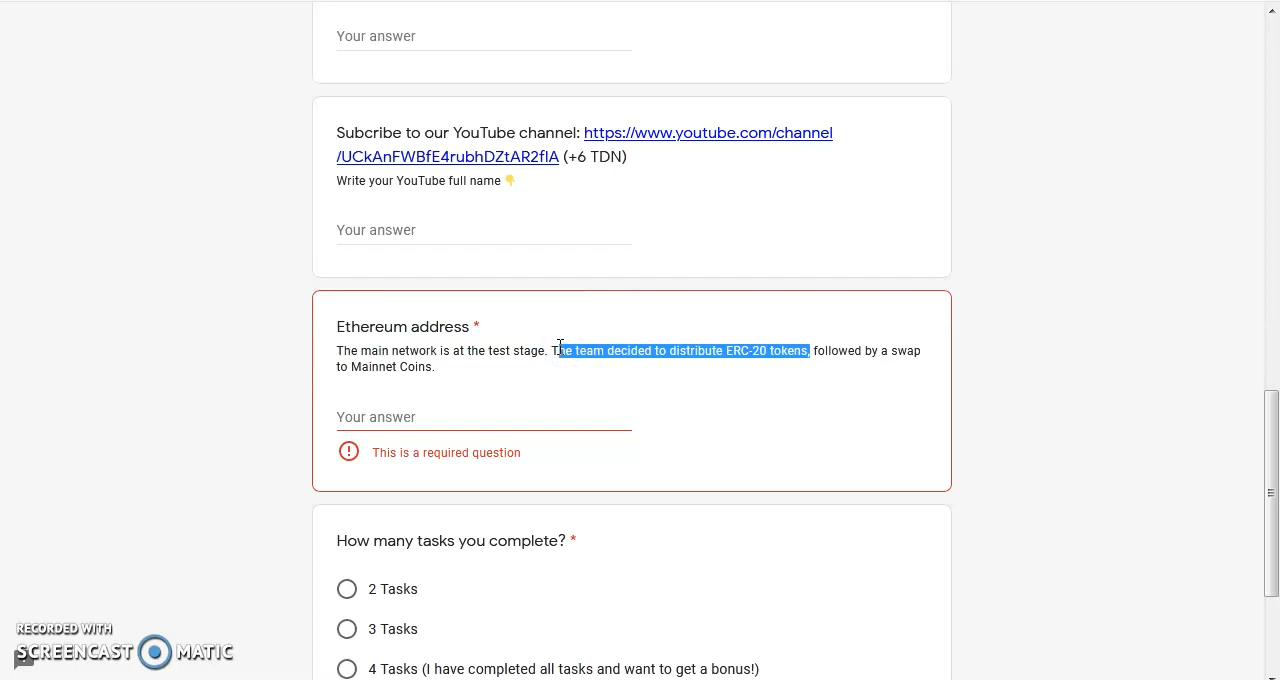 Your answer
Subcribe to our YouTube channel: https://www.youtube.com/channel
/UCkAnFWBfE4rubhDZtAR2flA (+6 TDN)
Write your YouTube full name 👇
Your answer
Ethereum address *
The main network is at the test stage. The team decided to distribute ERC-20 tokens, followed by a swap
to Mainnet Coins.
Your answer
This is a required question
How many tasks you complete? *
2 Tasks
3 Tasks
4 Tasks (I have completed all tasks and want to get a bonus!)
RECORDED WITH
SCREENCAST MATIC